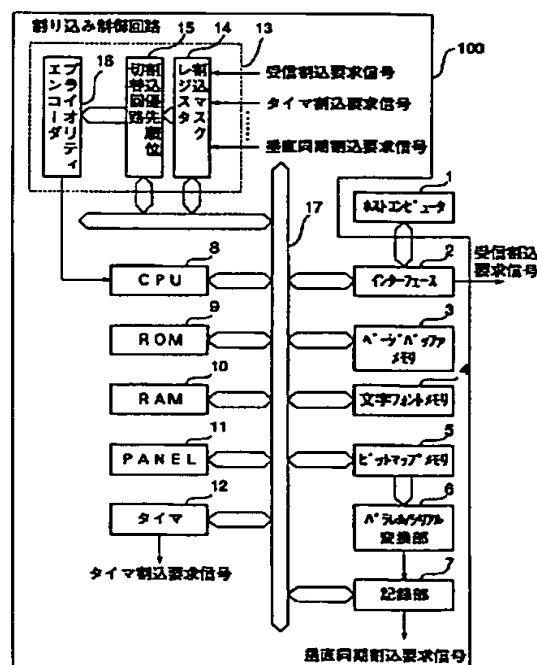 割り込み制御回路
15
14
13
100
16
プライオリティ
エンコーダ
割込優先順位
切替回路
割込マスク
レジスタ
受信割込要求信号
タイマ割込要求信号
垂直同期割込要求信号
17
1
ホストコンピュータ
8
CPU
2
インターフェース
受信割込
要求信号
9
ROM
3
ページバッファ
メモリ
10
RAM
4
文字フォントメモリ
11
PANEL
5
ビットマップメモリ
12
タイマ
6
パラレル/シリアル
変換部
タイマ割込要求信号
7
記録部
垂直同期割込要求信号